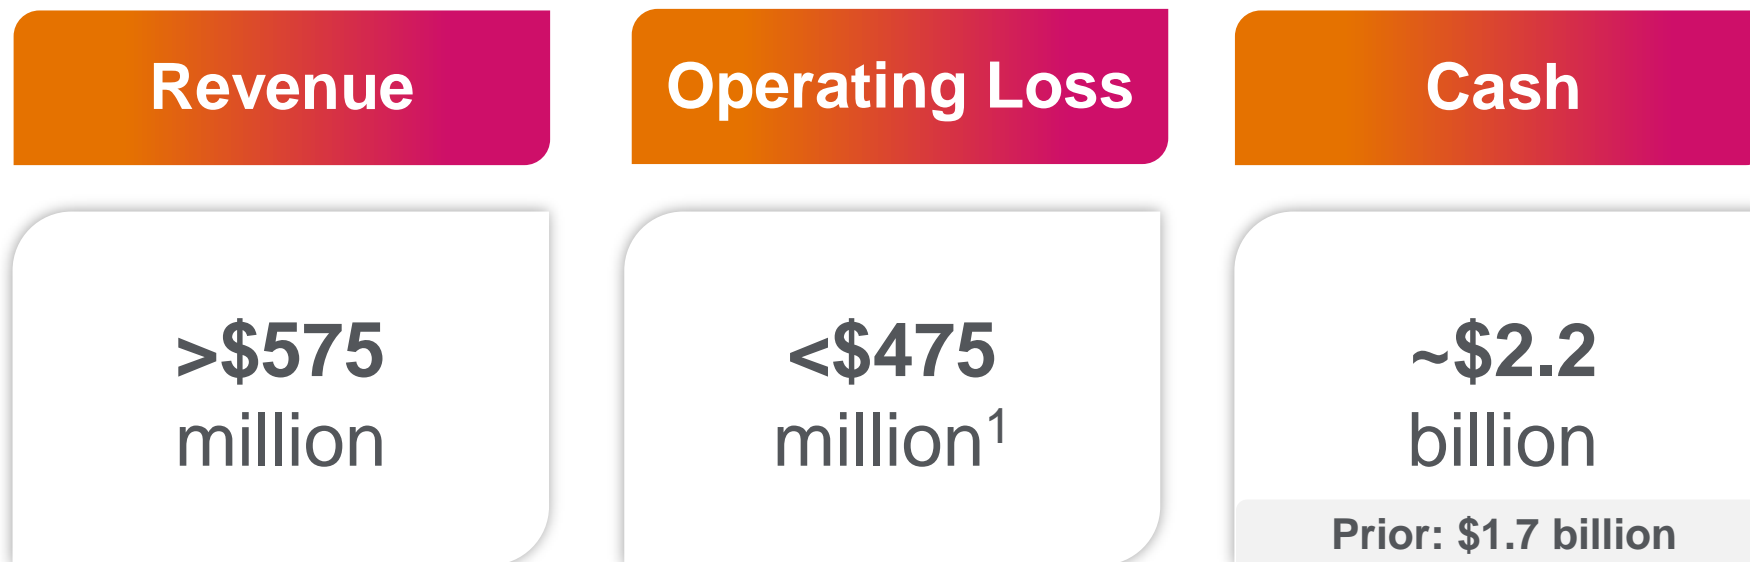 Revenue
>$575
million
Operating Loss
<$475
million¹
Cash
~$2.2
billion
Prior: $1.7 billion